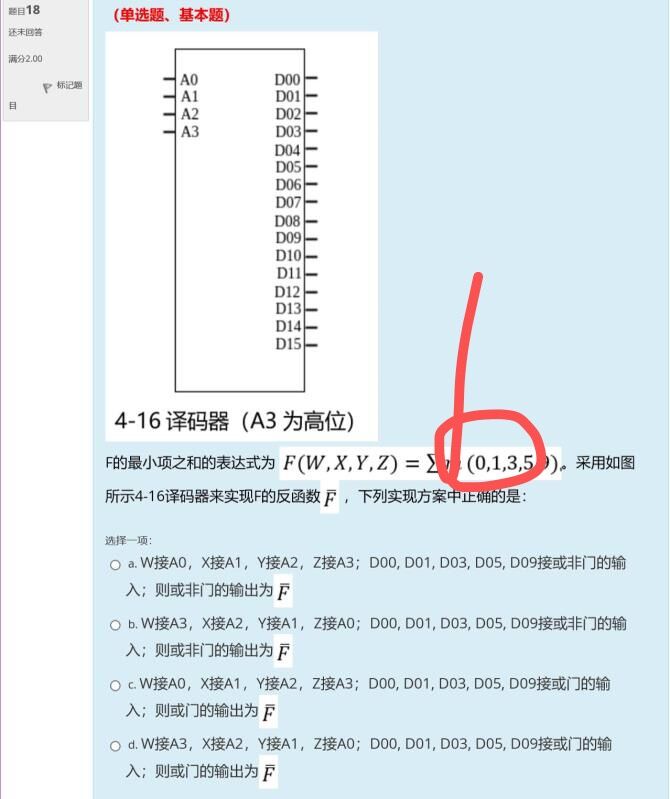 题目18
还未回答
满分2.00
标记题
目
(单选题、基本题)
A0
A1
A2
A3
D00
D01
D02
D03
D04
D05
D06
D07
D08
D09
D10
D11
D12
D13
D14
D15
4-16 译码器（A3 为高位）
F的最小项之和的表达式为 F(W,X,Y,Z) = ∑m (0,1,3,5,9)。采用如图
所示4-16译码器来实现F的反函数 F̅ ，下列实现方案中正确的是：
选择一项：
a. W接A0，X接A1，Y接A2，Z接A3；D00, D01, D03, D05, D09接或非门的输
入；则或非门的输出为 F̅
b. W接A3，X接A2，Y接A1，Z接A0；D00, D01, D03, D05, D09接或非门的输
入；则或非门的输出为 F̅
c. W接A0，X接A1，Y接A2，Z接A3；D00, D01, D03, D05, D09接或门的输
入；则或门的输出为 F̅
d. W接A3，X接A2，Y接A1，Z接A0；D00, D01, D03, D05, D09接或门的输
入；则或门的输出为 F̅